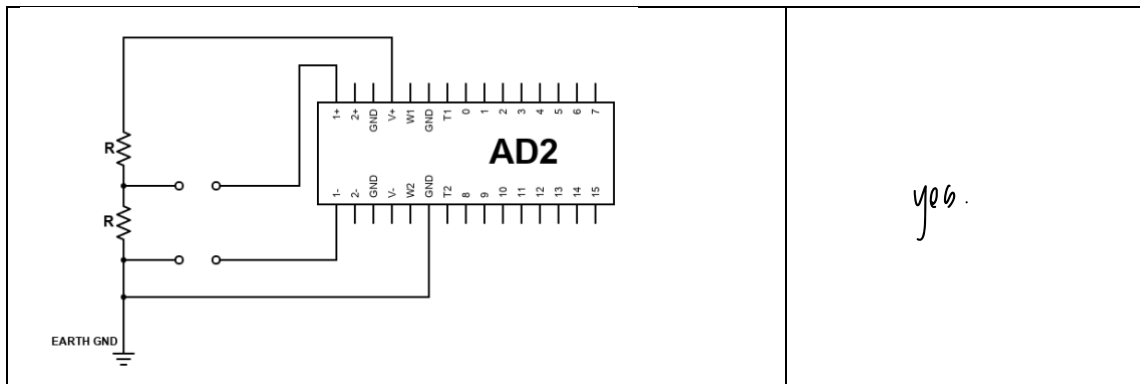 1+ 2+ GND V+ W1 GND T1 0 1 2 3 4 5 6 7
R
AD2
yes.
1- 2- GND V- W2 GND T2 8 9 10 11 12 13 14 15
R
EARTH GND